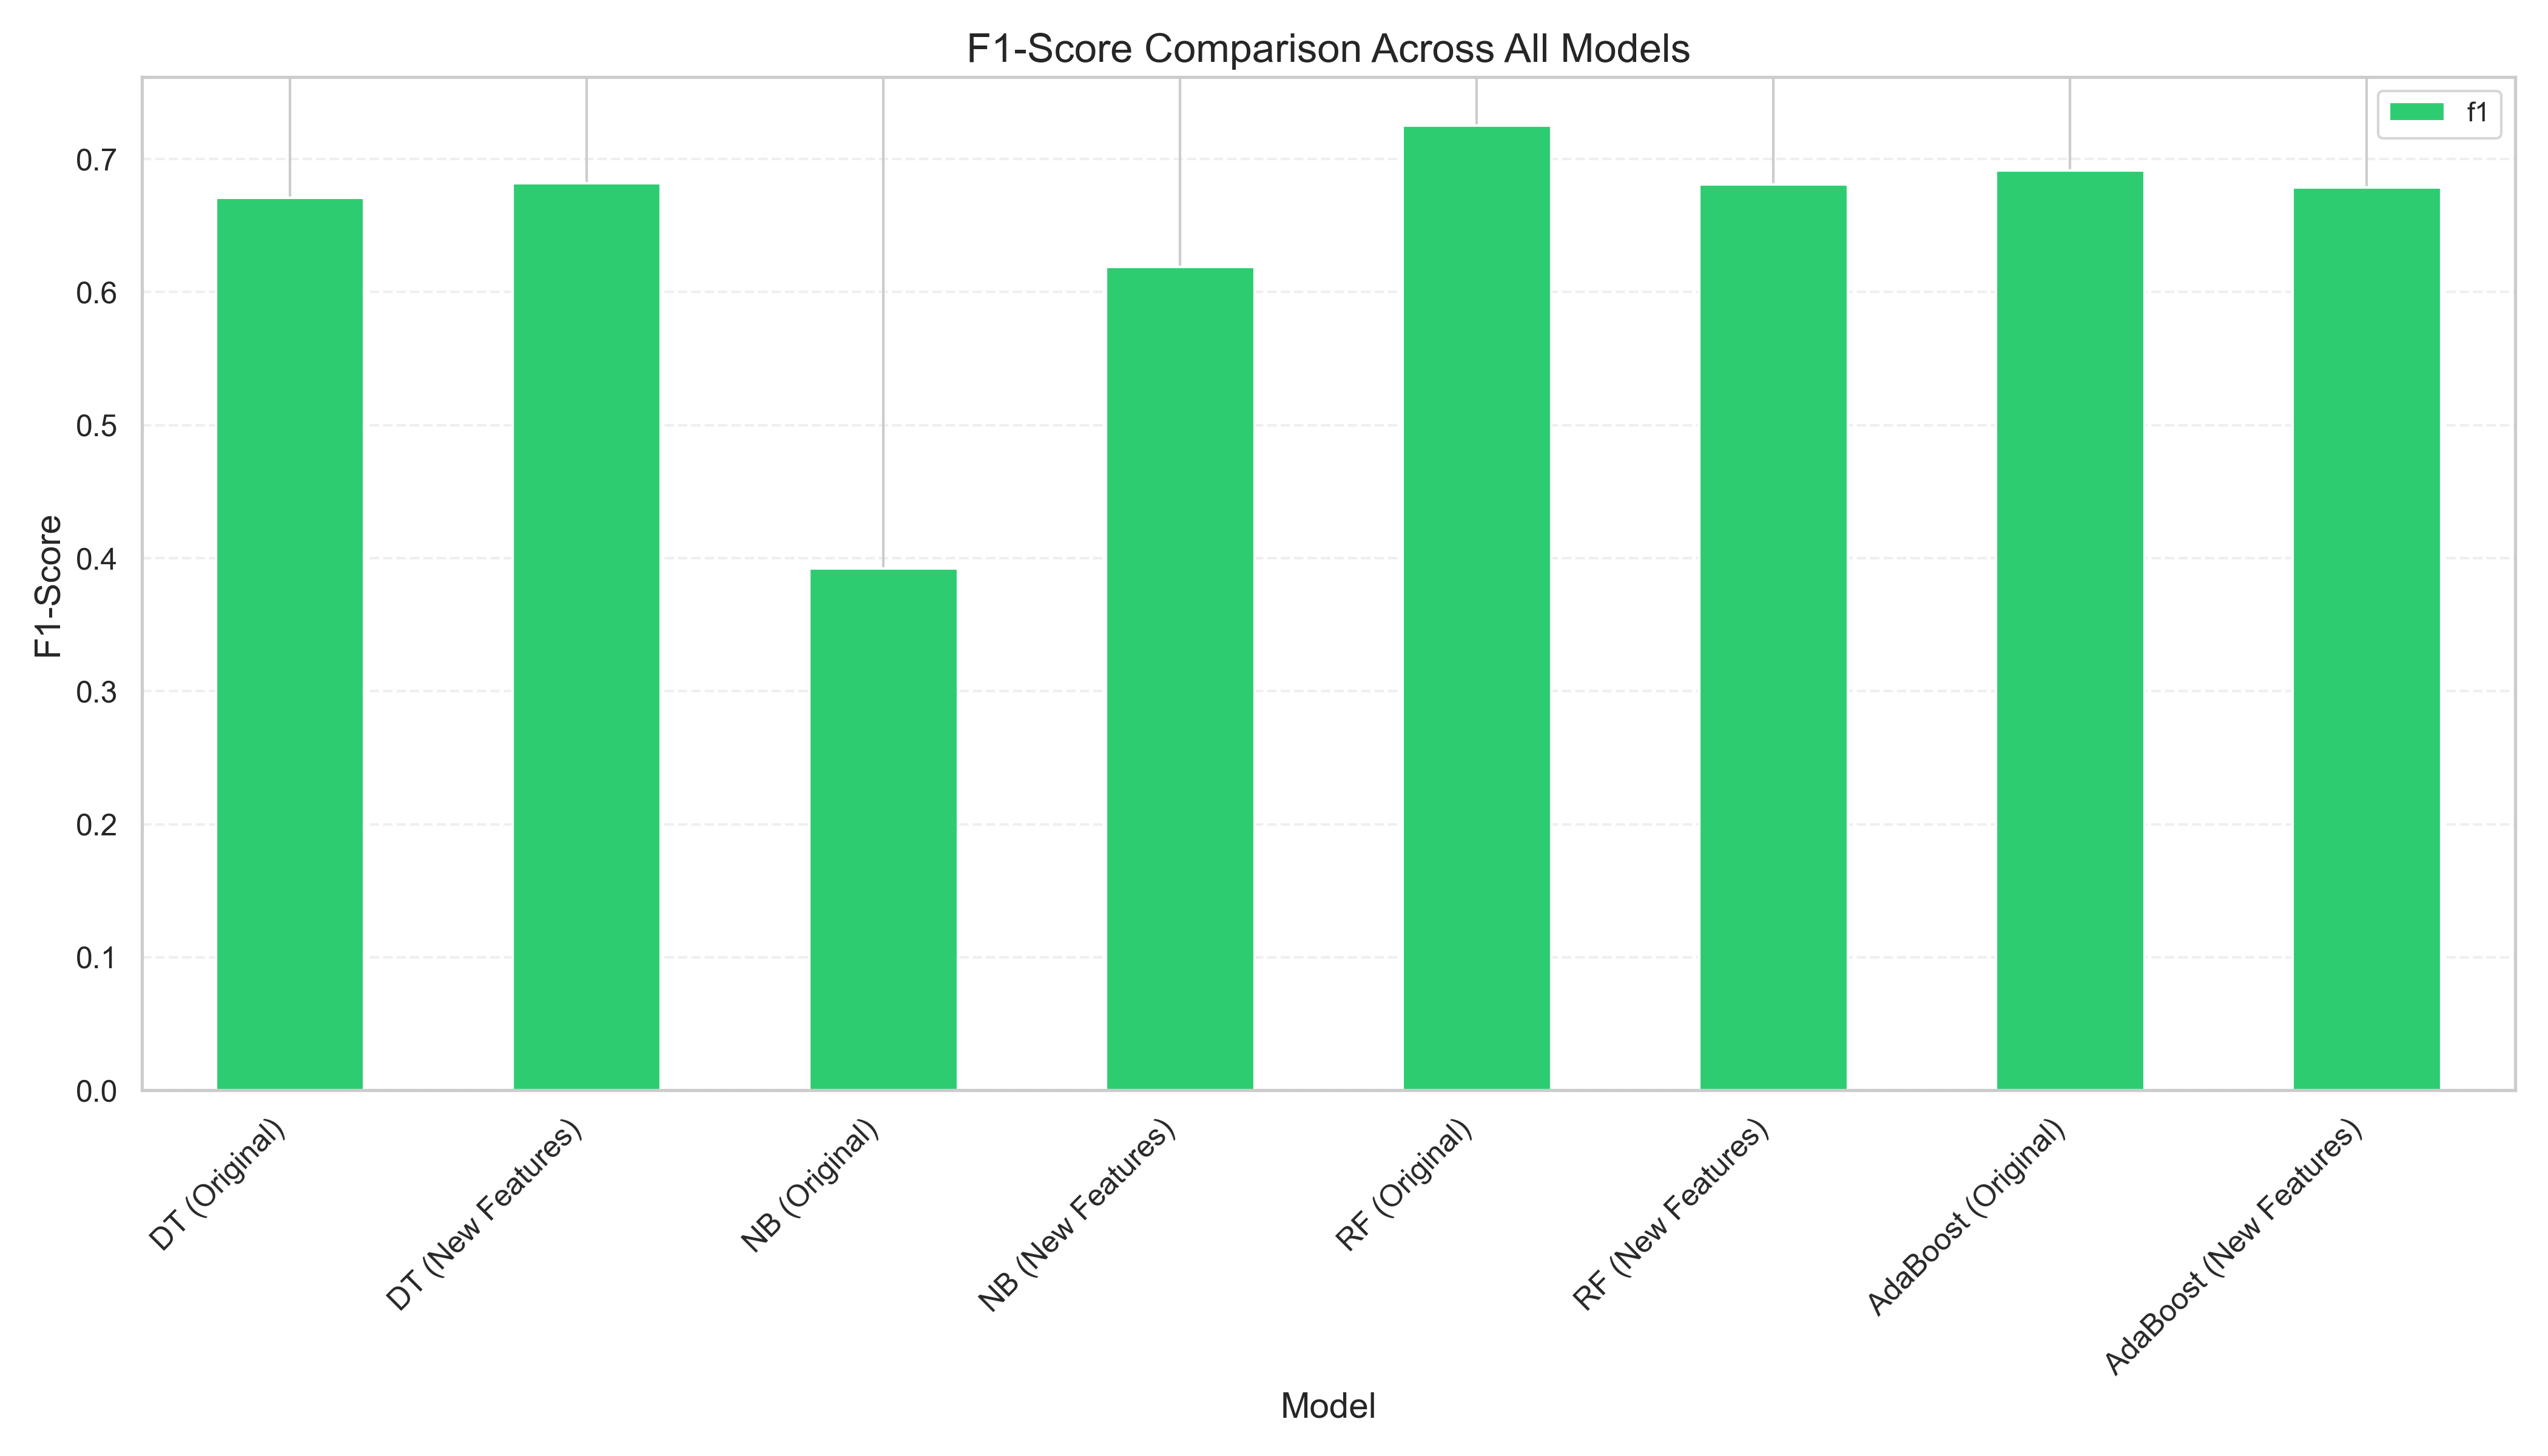 F1-Score Comparison Across All Models
f1
F1-Score
0.7
0.6
0.5
0.4
0.3
0.2
0.1
0.0
DT (Original)
DT (New Features)
NB (Original)
NB (New Features)
RF (Original)
RF (New Features)
AdaBoost (Original)
AdaBoost (New Features)
Model